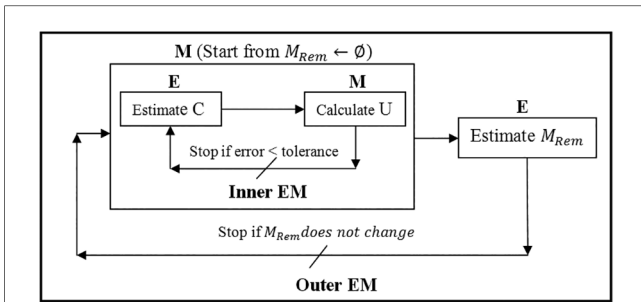 M (Start from M_Rem ← ∅)
E
M
E
Estimate C
Calculate U
Estimate M_Rem
Stop if error < tolerance
Inner EM
Stop if M_Rem does not change
Outer EM